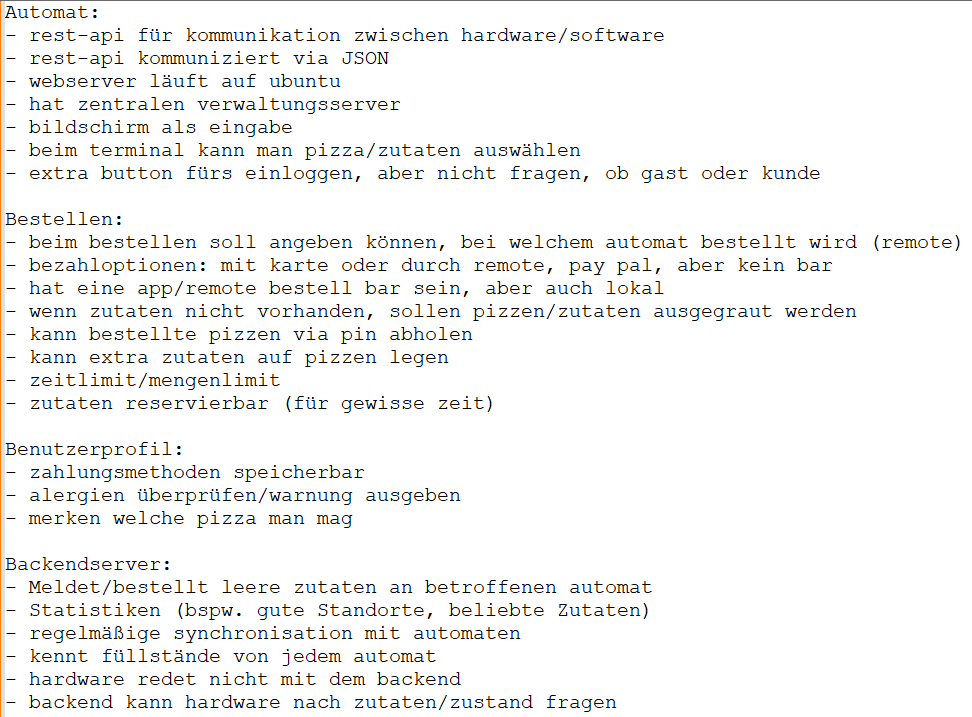 Automat:
- rest-api für kommunikation zwischen hardware/software
- rest-api kommuniziert via JSON
- webserver läuft auf ubuntu
- hat zentralen verwaltungsserver
- bildschirm als eingabe
- beim terminal kann man pizza/zutaten auswählen
- extra button fürs einloggen, aber nicht fragen, ob gast oder kunde

Bestellen:
- beim bestellen soll angeben können, bei welchem automat bestellt wird (remote)
- bezahloptionen: mit karte oder durch remote, pay pal, aber kein bar
- hat eine app/remote bestell bar sein, aber auch lokal
- wenn zutaten nicht vorhanden, sollen pizzen/zutaten ausgegraut werden
- kann bestellte pizzen via pin abholen
- kann extra zutaten auf pizzen legen
- zeitlimit/mengenlimit
- zutaten reservierbar (für gewisse zeit)

Benutzerprofil:
- zahlungsmethoden speicherbar
- alergien überprüfen/warnung ausgeben
- merken welche pizza man mag

Backendserver:
- Meldet/bestellt leere zutaten an betroffenen automat
- Statistiken (bspw. gute Standorte, beliebte Zutaten)
- regelmäßige synchronisation mit automaten
- kennt füllstände von jedem automat
- hardware redet nicht mit dem backend
- backend kann hardware nach zutaten/zustand fragen